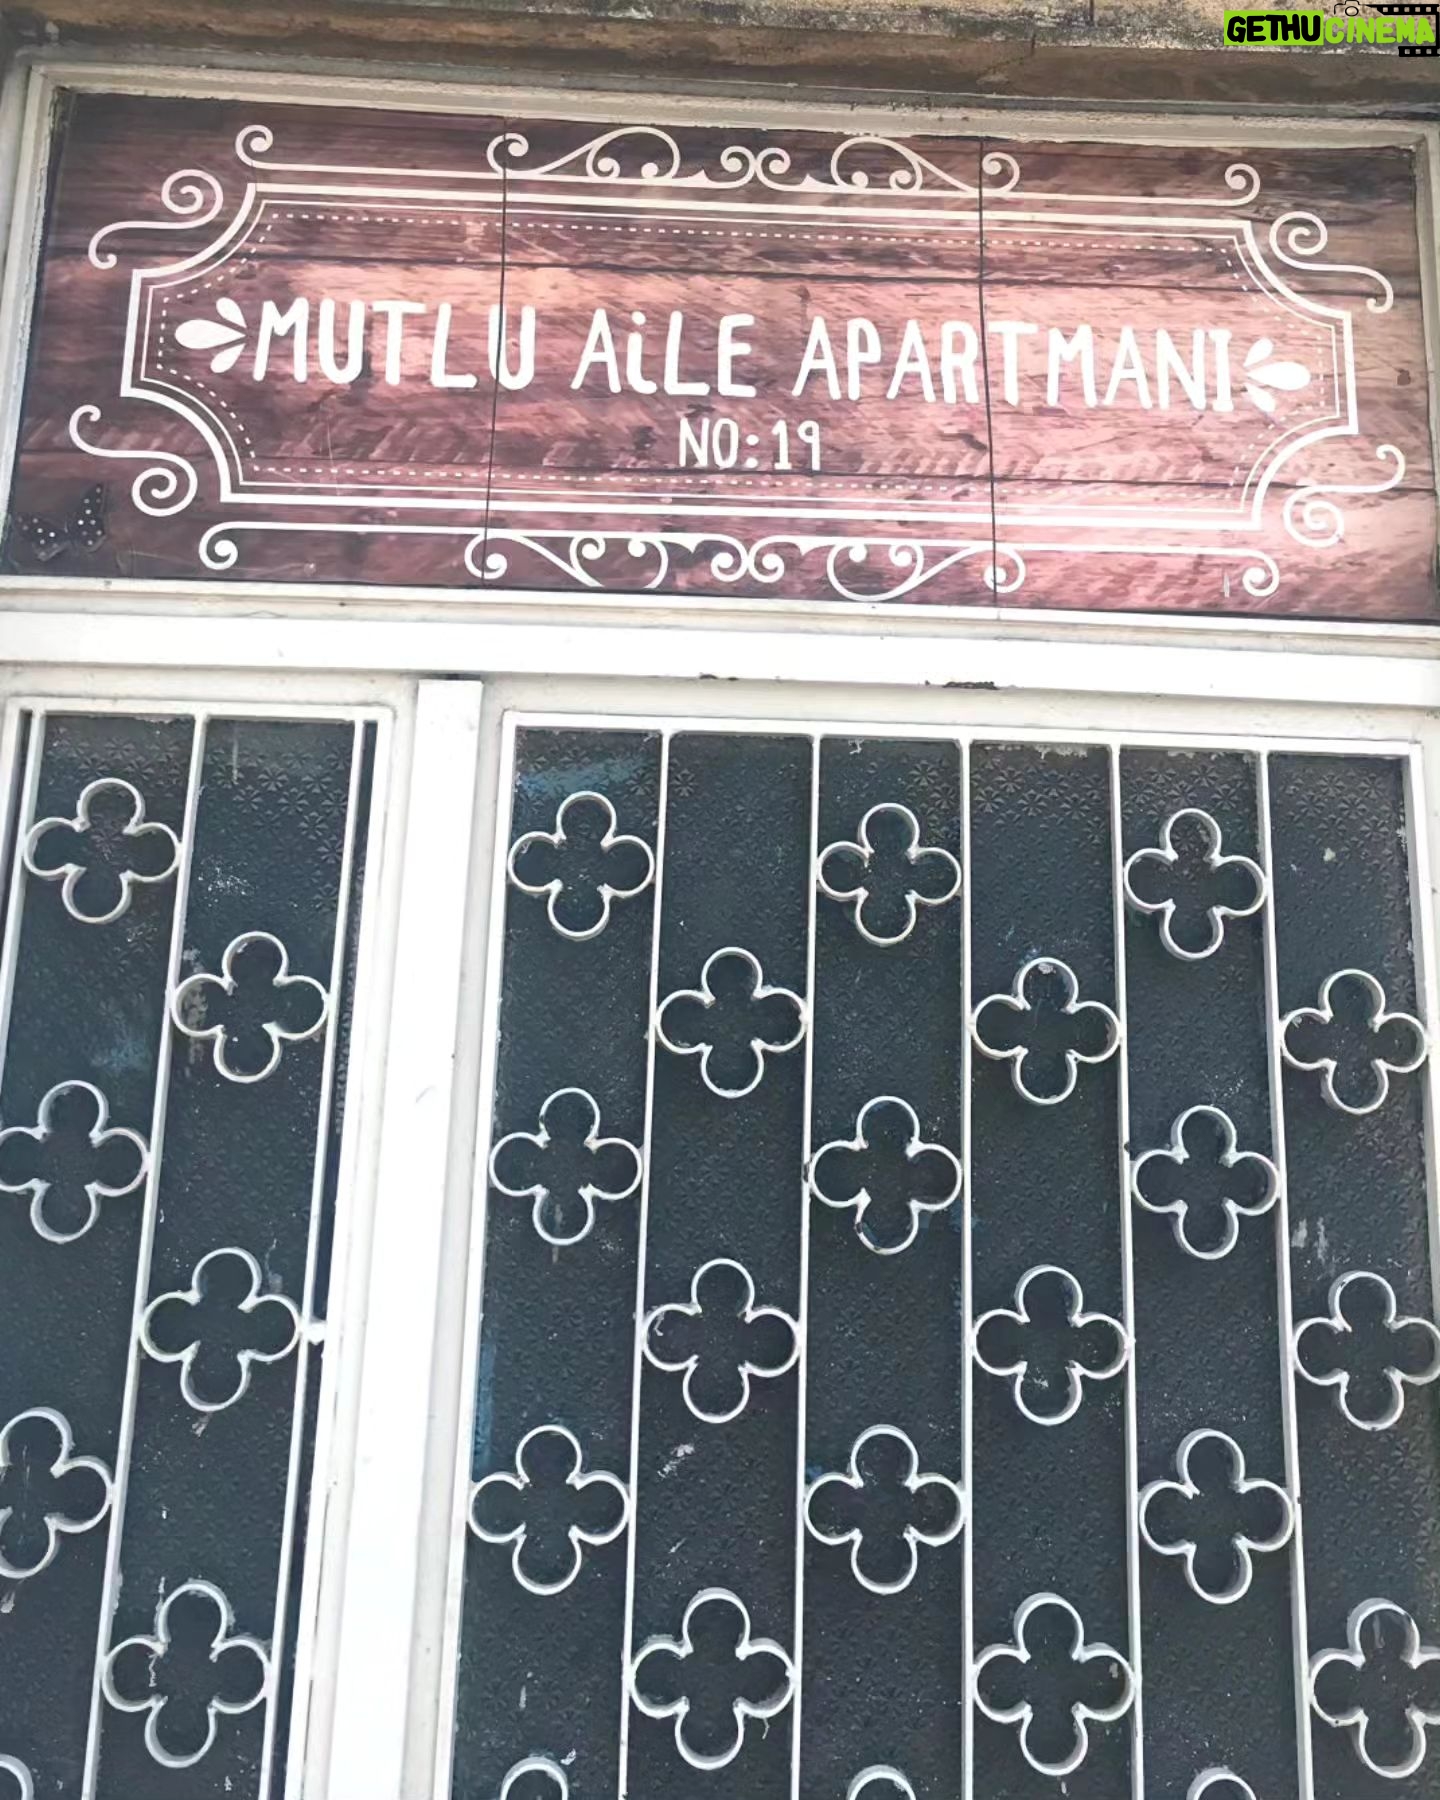 GETHU CINEMA
MUTLU AiLE APARTMANI
NO:19